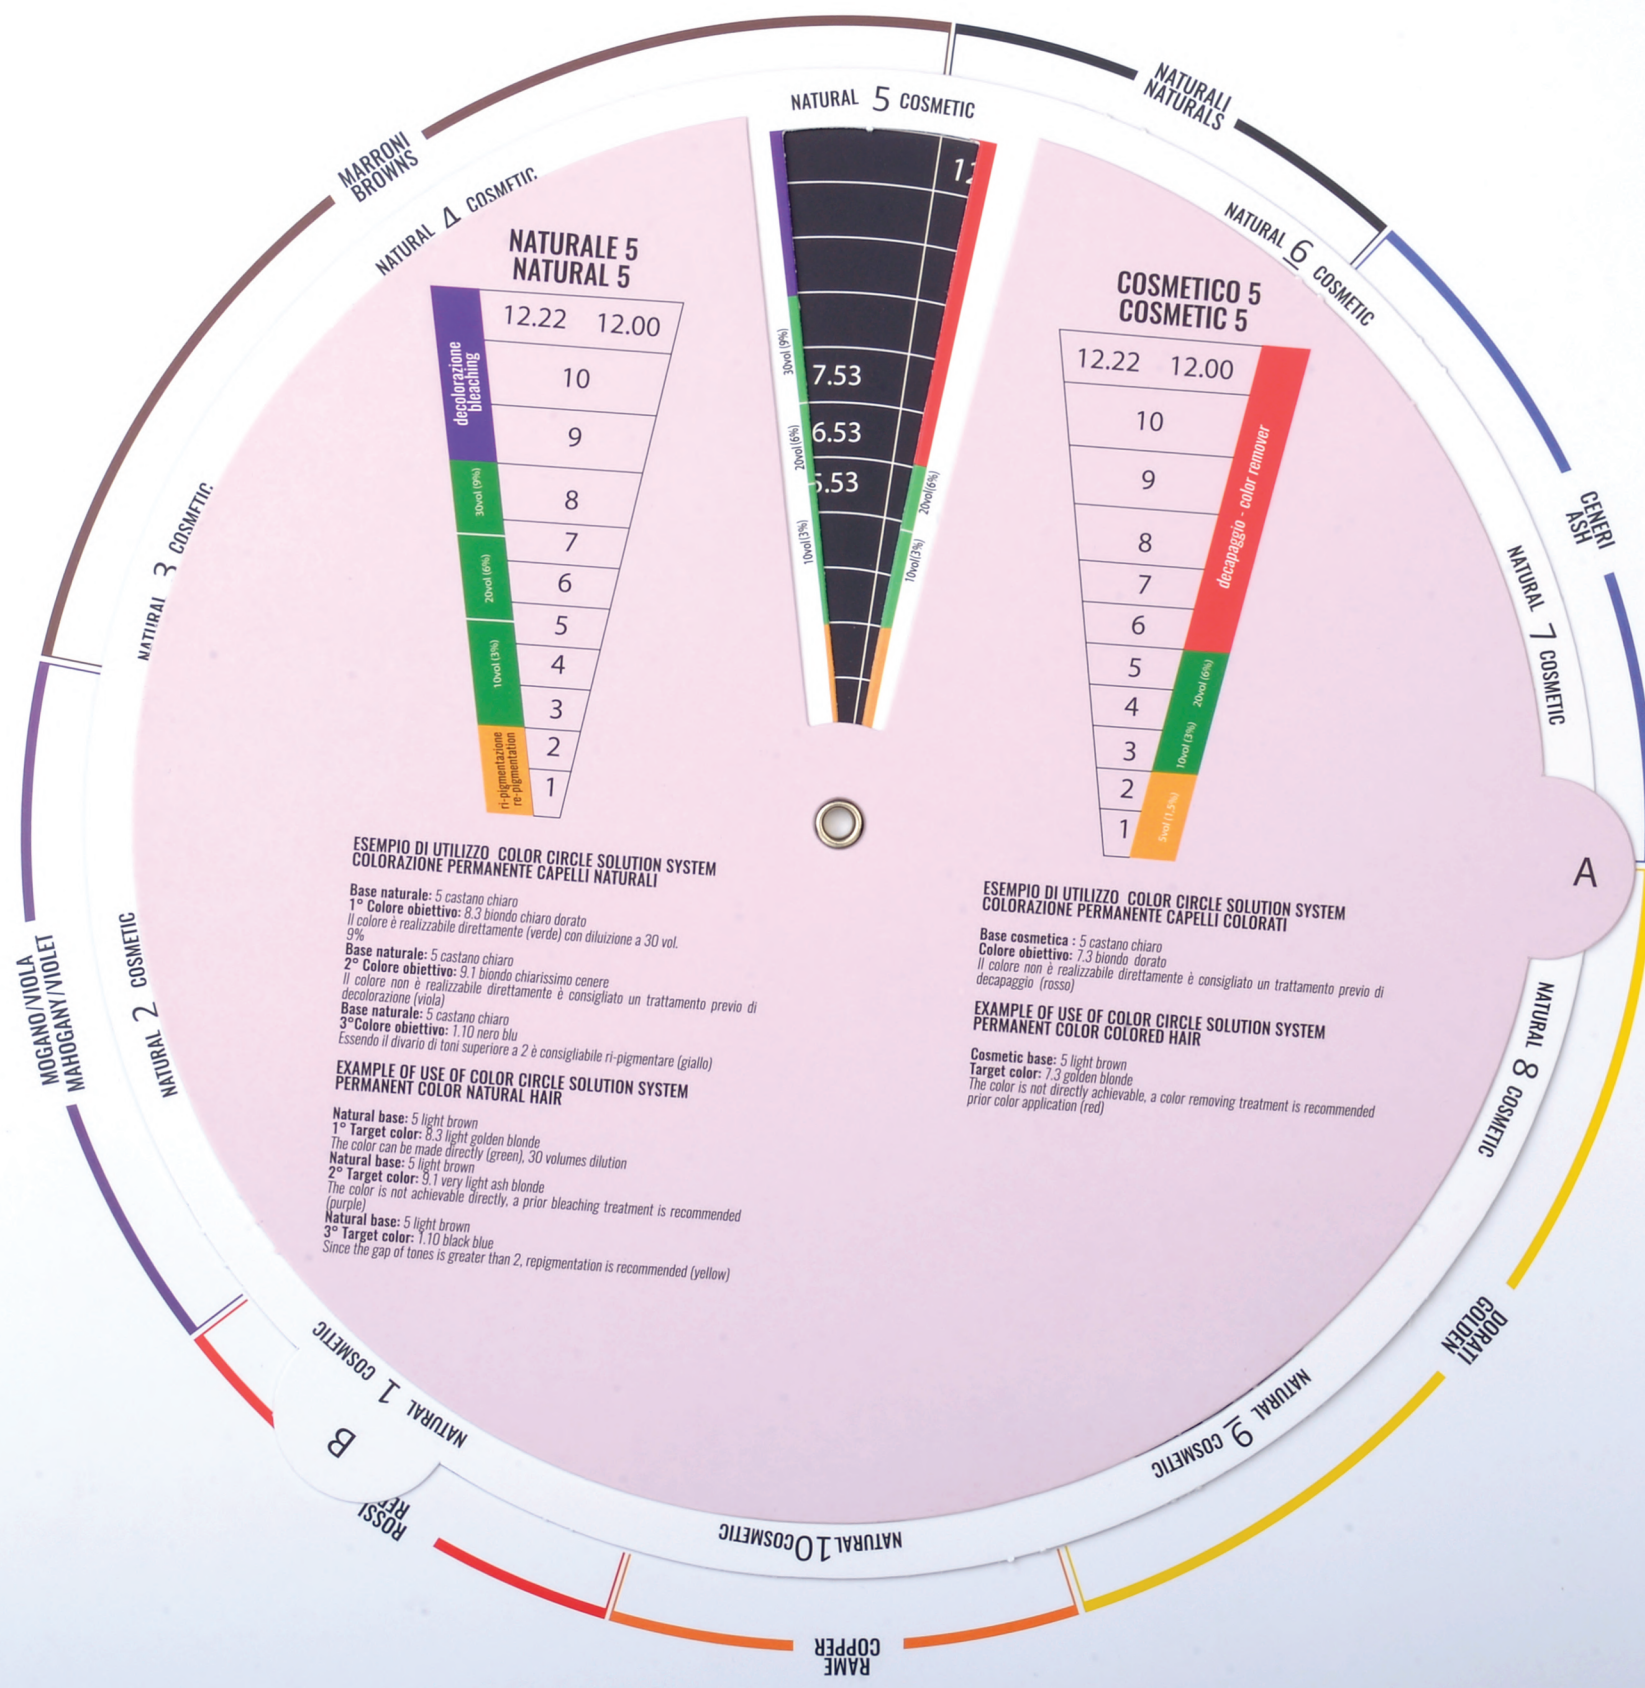 NATURALI
NATURALS
MARRONI
BROWNS
CENERI
ASH
DORATI
GOLDEN
RAME
COPPER
ROSSI
MOGANO/VIOLA
MAHOGANY/VIOLET
NATURAL 5 COSMETIC
NATURAL 6 COSMETIC
NATURAL 7 COSMETIC
NATURAL 8 COSMETIC
NATURAL 9 COSMETIC
NATURAL 10 COSMETIC
NATURAL 1 COSMETIC
NATURAL 2 COSMETIC
NATURAL 3 COSMETIC
NATURAL 4 COSMETIC
A
B
NATURALE 5
NATURAL 5
12.22 12.00
10
9
8
7
6
5
4
3
2
1
decolorazione
bleaching
30vol (9%)
20vol (6%)
10vol (3%)
ri-pigmentazione
re-pigmentation
7.53
6.53
5.53
30vol (9%)
20vol (6%)
10vol (3%)
20vol (6%)
10vol (3%)
COSMETICO 5
COSMETIC 5
12.22 12.00
10
9
8
7
6
5
4
3
2
1
decapaggio - color remover
20vol (6%)
10vol (3%)
5vol (1,5%)
ESEMPIO DI UTILIZZO COLOR CIRCLE SOLUTION SYSTEM
COLORAZIONE PERMANENTE CAPELLI NATURALI
Base naturale: 5 castano chiaro
1° Colore obiettivo: 8.3 biondo chiaro dorato
Il colore è realizzabile direttamente (verde) con diluizione a 30 vol.
9%
Base naturale: 5 castano chiaro
2° Colore obiettivo: 9.1 biondo chiarissimo cenere
Il colore non è realizzabile direttamente è consigliato un trattamento previo di
decolorazione (viola)
Base naturale: 5 castano chiaro
3°Colore obiettivo: 1.10 nero blu
Essendo il divario di toni superiore a 2 è consigliabile ri-pigmentare (giallo)
EXAMPLE OF USE OF COLOR CIRCLE SOLUTION SYSTEM
PERMANENT COLOR NATURAL HAIR
Natural base: 5 light brown
1° Target color: 8.3 light golden blonde
The color can be made directly (green), 30 volumes dilution
Natural base: 5 light brown
2° Target color: 9.1 very light ash blonde
The color is not achievable directly, a prior bleaching treatment is recommended
(purple)
Natural base: 5 light brown
3° Target color: 1.10 black blue
Since the gap of tones is greater than 2, repigmentation is recommended (yellow)
ESEMPIO DI UTILIZZO COLOR CIRCLE SOLUTION SYSTEM
COLORAZIONE PERMANENTE CAPELLI COLORATI
Base cosmetica : 5 castano chiaro
Colore obiettivo: 7.3 biondo dorato
Il colore non è realizzabile direttamente è consigliato un trattamento previo di
decapaggio (rosso)
EXAMPLE OF USE OF COLOR CIRCLE SOLUTION SYSTEM
PERMANENT COLOR COLORED HAIR
Cosmetic base: 5 light brown
Target color: 7.3 golden blonde
The color is not directly achievable, a color removing treatment is recommended
prior color application (red)